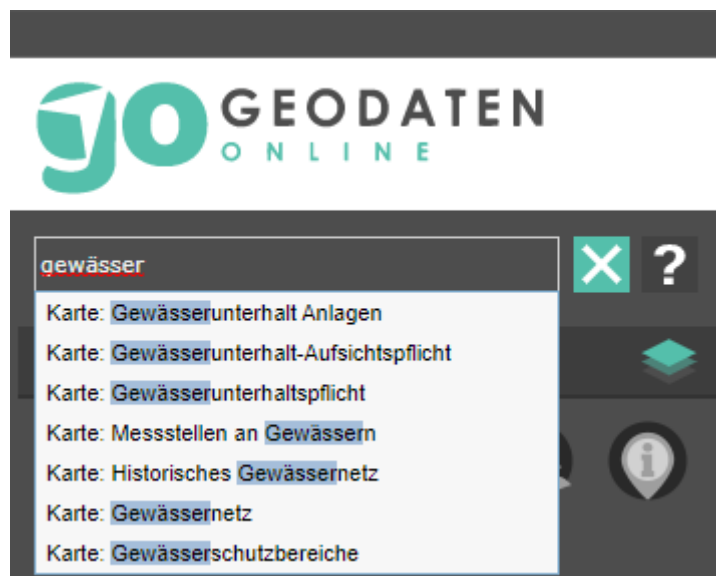 go GEODATEN
ONLINE
gewässer
?
Karte: Gewässerunterhalt Anlagen
Karte: Gewässerunterhalt-Aufsichtspflicht
Karte: Gewässerunterhaltspflicht
Karte: Messstellen an Gewässern
Karte: Historisches Gewässernetz
Karte: Gewässernetz
Karte: Gewässerschutzbereiche